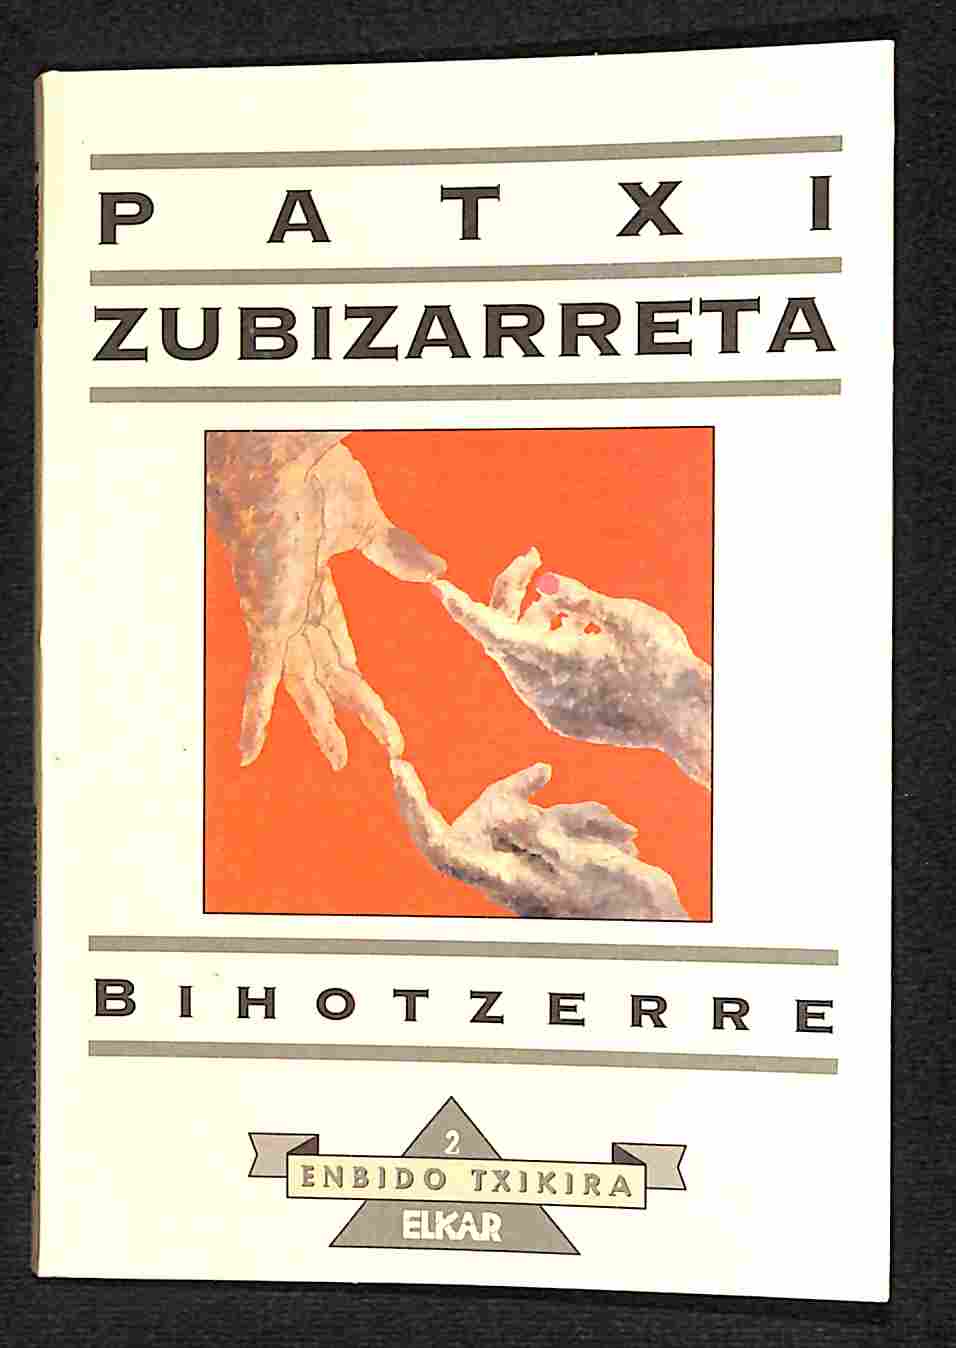 PATXI
ZUBIZARRETA
BIHOTZERRE
2
ENBIDO TXIKIRA
ELKAR